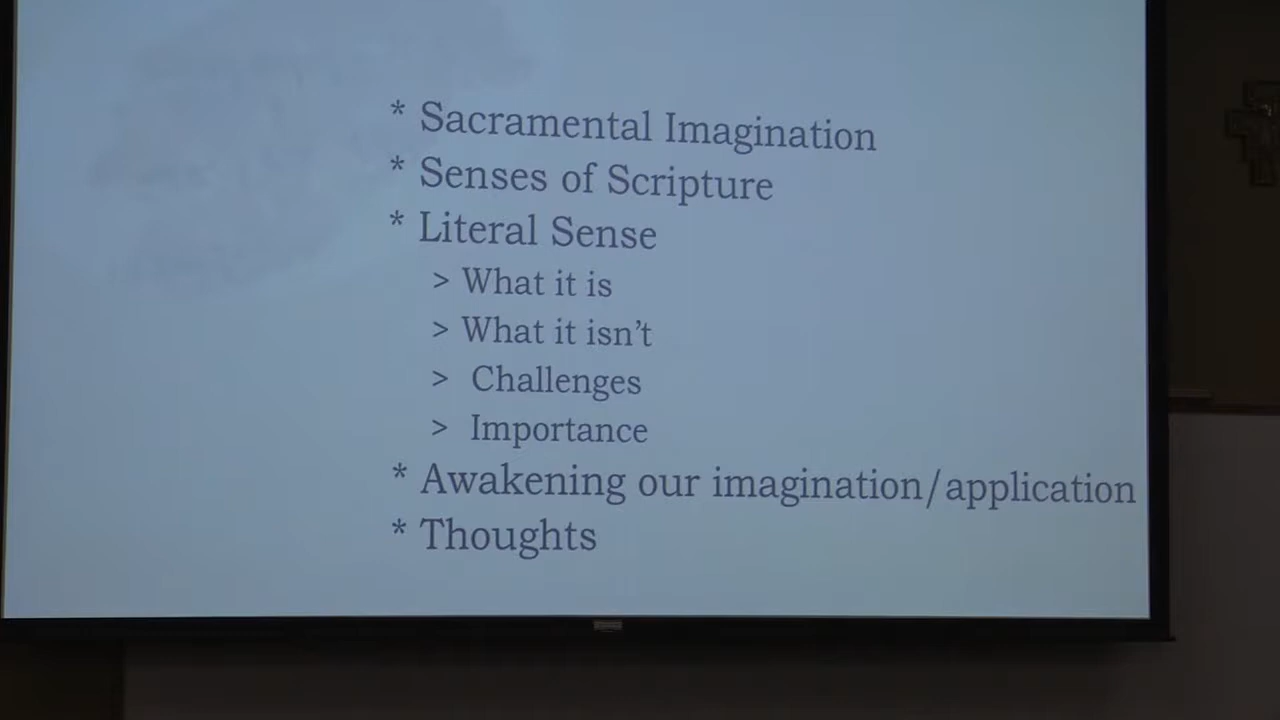 * Sacramental Imagination
* Senses of Scripture
* Literal Sense
> What it is
> What it isn’t
> Challenges
> Importance
* Awakening our imagination/application
* Thoughts